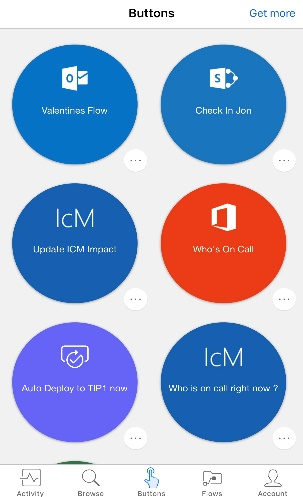 Buttons
Get more
Valentines Flow
Check In Jon
IcM
Update ICM Impact
Who's On Call
Auto Deploy to TIP1 now
IcM
Who is on call right now ?
Activity
Browse
Buttons
Flows
Account